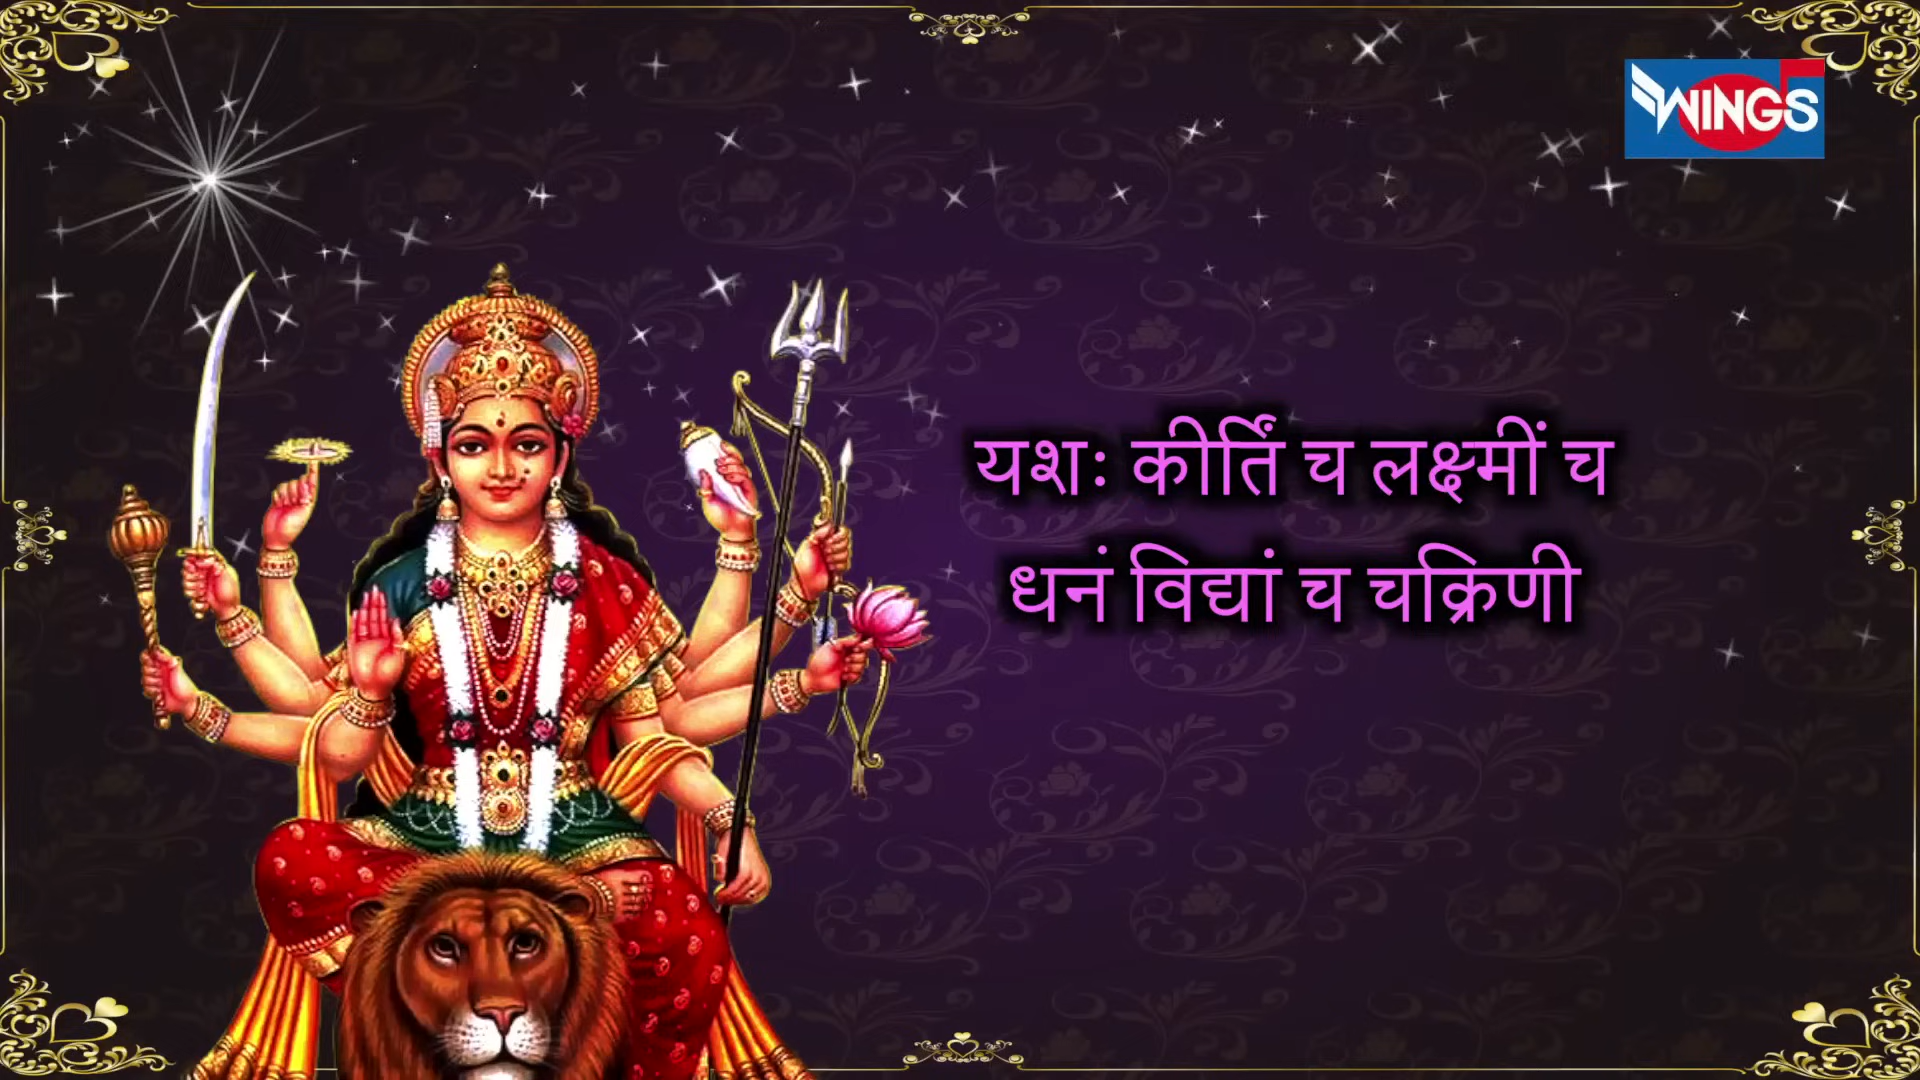 WINGS
यशः कीर्तिं च लक्ष्मीं च
धनं विद्यां च चक्रिणी